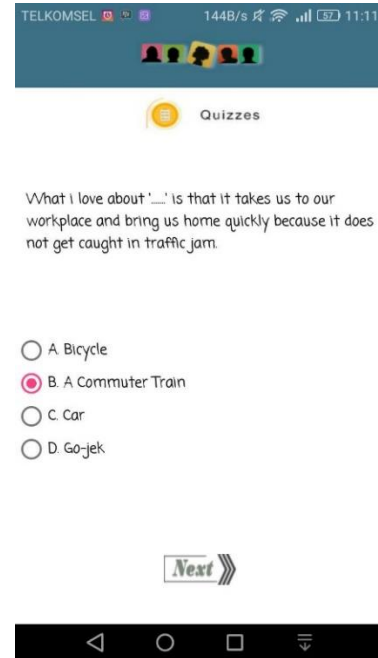 TELKOMSEL 144B/s 57 11:11
Quizzes
What i love about '.....' is that it takes us to our
workplace and bring us home quickly because it does
not get caught in traffic jam.
A. Bicycle
B. A Commuter Train
C. Car
D. Go-jek
Next